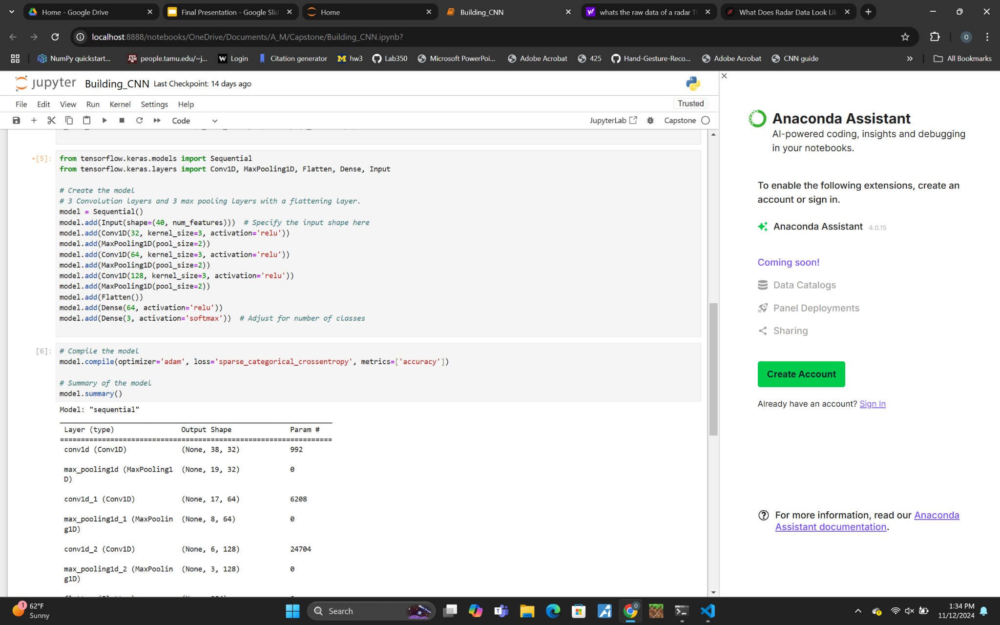 Home - Google Drive
Final Presentation - Google Slid
Home
Building_CNN
whats the raw data of a radar TI
What Does Radar Data Look Lik
localhost:8888/notebooks/OneDrive/Documents/A_M/Capstone/Building_CNN.ipynb?
O
NumPy quickstart...
people.tamu.edu/~j...
Login
Citation generator
hw3
Lab350
Microsoft PowerPoi...
Adobe Acrobat
425
Hand-Gesture-Reco...
Adobe Acrobat
CNN guide
All Bookmarks
jupyter Building_CNN Last Checkpoint: 14 days ago
File Edit View Run Kernel Settings Help
Trusted
Code
JupyterLab
Capstone
[5]:
from tensorflow.keras.models import Sequential
from tensorflow.keras.layers import Conv1D, MaxPooling1D, Flatten, Dense, Input
# Create the model
# 3 Convolution layers and 3 max pooling layers with a flattening layer.
model = Sequential()
model.add(Input(shape=(40, num_features))) # Specify the input shape here
model.add(Conv1D(32, kernel_size=3, activation='relu'))
model.add(MaxPooling1D(pool_size=2))
model.add(Conv1D(64, kernel_size=3, activation='relu'))
model.add(MaxPooling1D(pool_size=2))
model.add(Conv1D(128, kernel_size=3, activation='relu'))
model.add(MaxPooling1D(pool_size=2))
model.add(Flatten())
model.add(Dense(64, activation='relu'))
model.add(Dense(3, activation='softmax')) # Adjust for number of classes
[6]:
# Compile the model
model.compile(optimizer='adam', loss='sparse_categorical_crossentropy', metrics=['accuracy'])
# Summary of the model
model.summary()
Model: "sequential"
Layer (type) Output Shape Param #
=================================================================
conv1d (Conv1D) (None, 38, 32) 992
max_pooling1d (MaxPooling1 (None, 19, 32) 0
D)
conv1d_1 (Conv1D) (None, 17, 64) 6208
max_pooling1d_1 (MaxPoolin (None, 8, 64) 0
g1D)
conv1d_2 (Conv1D) (None, 6, 128) 24704
max_pooling1d_2 (MaxPoolin (None, 3, 128) 0
g1D)
Anaconda Assistant
AI-powered coding, insights and debugging
in your notebooks.
To enable the following extensions, create an
account or sign in.
Anaconda Assistant 4.0.15
Coming soon!
Data Catalogs
Panel Deployments
Sharing
Create Account
Already have an account? Sign In
For more information, read our Anaconda
Assistant documentation.
1
62°F
Sunny
Search
1:34 PM
11/12/2024